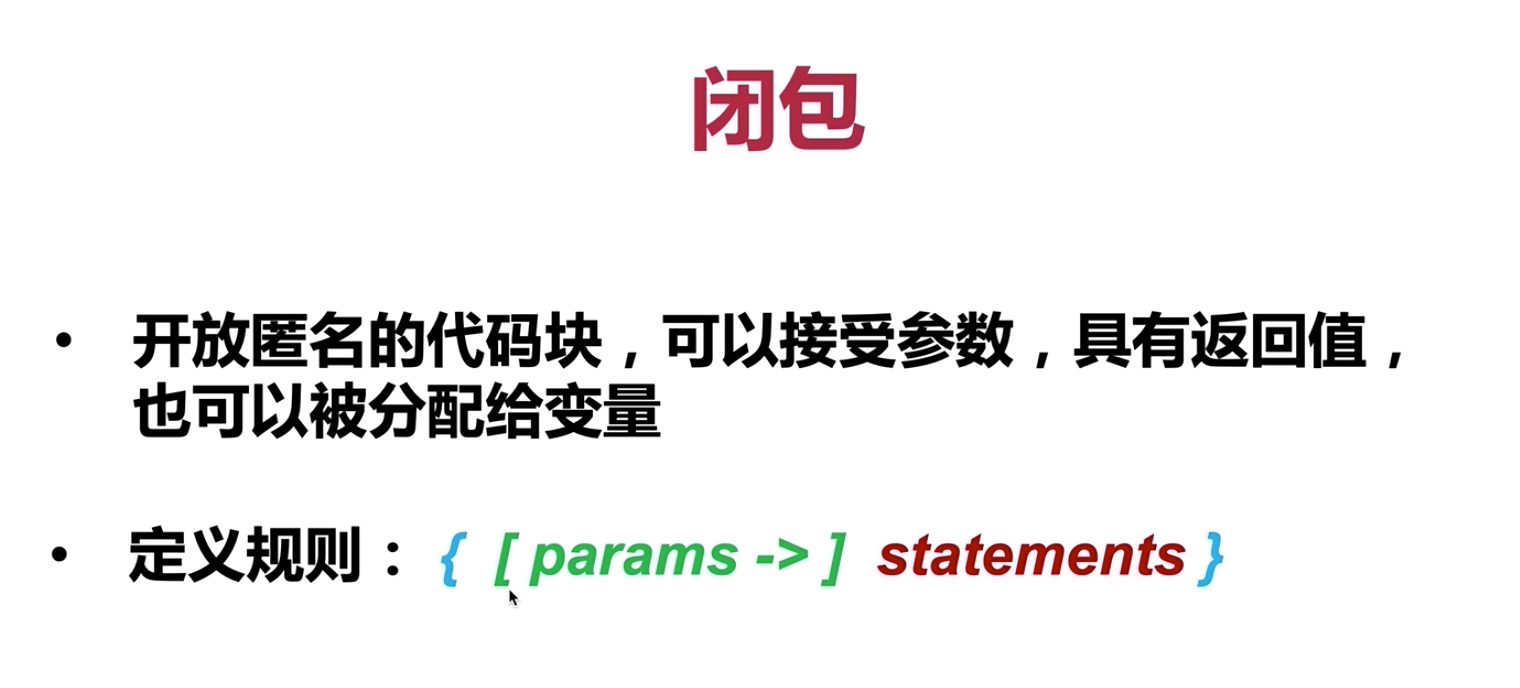 闭包
• 开放匿名的代码块，可以接受参数，具有返回值，
也可以被分配给变量
• 定义规则：{ [ params -> ] statements }